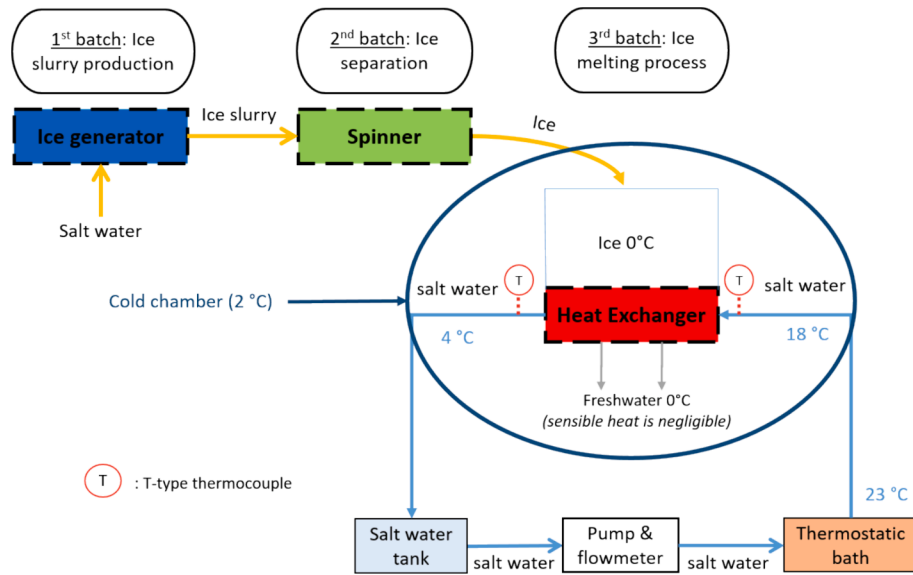 1st batch: Ice
slurry production
2nd batch: Ice
separation
3rd batch: Ice
melting process
Ice generator
Ice slurry
Spinner
Ice
Salt water
Ice 0°C
T
T
salt water
salt water
Cold chamber (2 °C)
Heat Exchanger
4 °C
18 °C
Freshwater 0°C
(sensible heat is negligible)
T
: T-type thermocouple
23 °C
Salt water
tank
salt water
Pump &
flowmeter
salt water
Thermostatic
bath